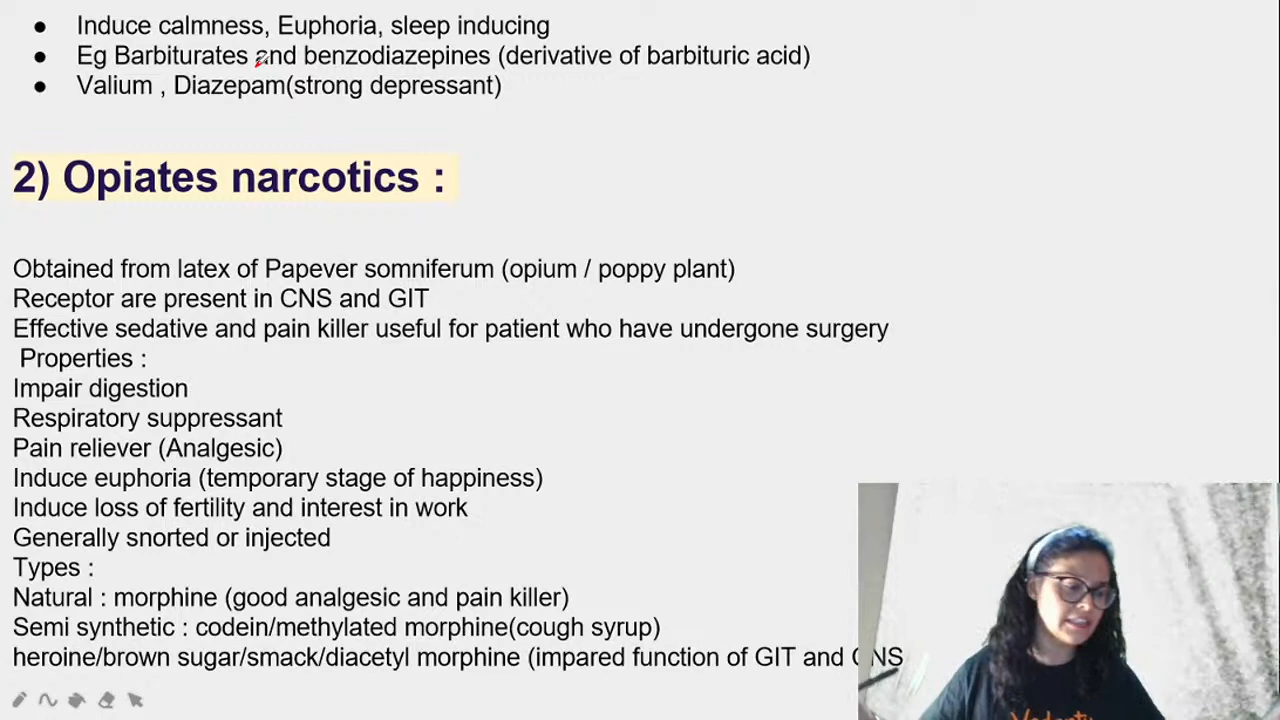 ● Induce calmness, Euphoria, sleep inducing
● Eg Barbiturates and benzodiazepines (derivative of barbituric acid)
● Valium , Diazepam(strong depressant)
2) Opiates narcotics :
Obtained from latex of Papever somniferum (opium / poppy plant)
Receptor are present in CNS and GIT
Effective sedative and pain killer useful for patient who have undergone surgery
Properties :
Impair digestion
Respiratory suppressant
Pain reliever (Analgesic)
Induce euphoria (temporary stage of happiness)
Induce loss of fertility and interest in work
Generally snorted or injected
Types :
Natural : morphine (good analgesic and pain killer)
Semi synthetic : codein/methylated morphine(cough syrup)
heroine/brown sugar/smack/diacetyl morphine (impared function of GIT and CNS